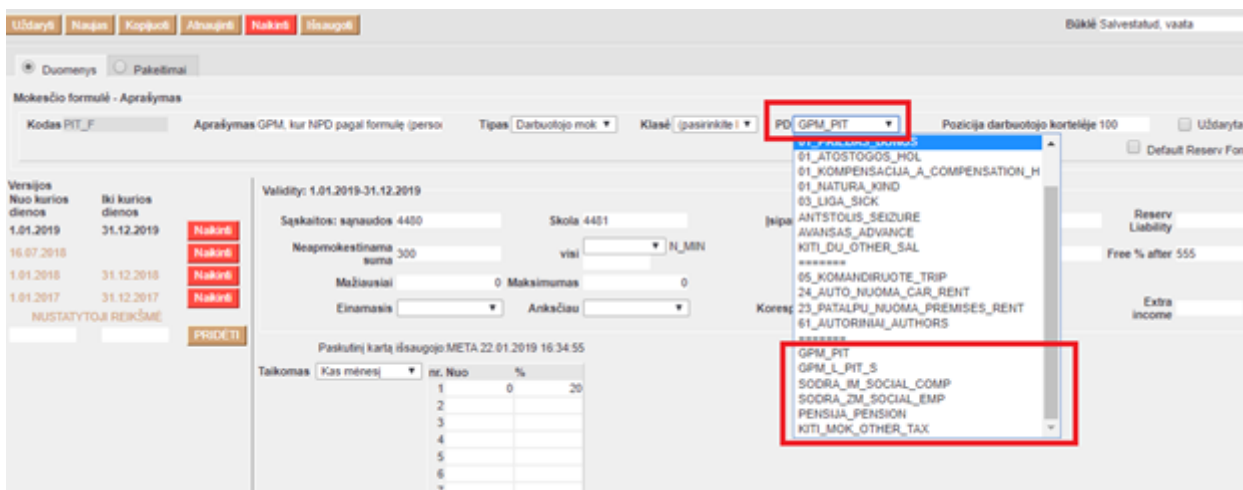 Uždaryti Naujas Kopijuoti Atnaujinti Naikinti Išsaugoti Būklė Salvestatud, vaata
Duomenys Pakeitimai
Mokesčio formulė - Aprašymas
Kodas PIT_F Aprašymas GPM, kur NPD pagal formulę (person Tipas Darbuotojo mok Klasė (pasirinkite PD GPM_PIT Pozicija darbuotojo kortelėje 100 Uždaryta
Default Reserv For
01_ATOSTOGOS_HOL
01_KOMPENSACIJA_A_COMPENSATION_H
01_NATURA_KIND
03_LIGA_SICK
ANTSTOLIS_SEIZURE
AVANSAS_ADVANCE
KITI_DU_OTHER_SAL
=======
05_KOMANDIRUOTE_TRIP
24_AUTO_NUOMA_CAR_RENT
23_PATALPU_NUOMA_PREMISES_RENT
61_AUTORINIAI_AUTHORS
=======
GPM_PIT
GPM_L_PIT_S
SODRA_IM_SOCIAL_COMP
SODRA_ZM_SOCIAL_EMP
PENSIJA_PENSION
KITI_MOK_OTHER_TAX
Versijos
Nuo kurios dienos Iki kurios dienos
1.01.2019 31.12.2019 Naikinti
16.07.2018 Naikinti
1.01.2018 31.12.2018 Naikinti
1.01.2017 31.12.2017 Naikinti
NUSTATYTOJI REIKŠMĖ
PRIDĖTI
Validity: 1.01.2019-31.12.2019
Sąskaitos: sąnaudos 4480 Skola 4481 Įsipa Reserv Liability
Neapmokestinama suma 300 visi N_MIN Free % after 555
Mažiausiai 0 Maksimumas 0
Einamasis Anksčiau Koresp Extra income
Paskutinį kartą išsaugojo:META 22.01.2019 16:34:55
Taikomas Kas mėnesį nr. Nuo %
1 0 20
2
3
4
5
6